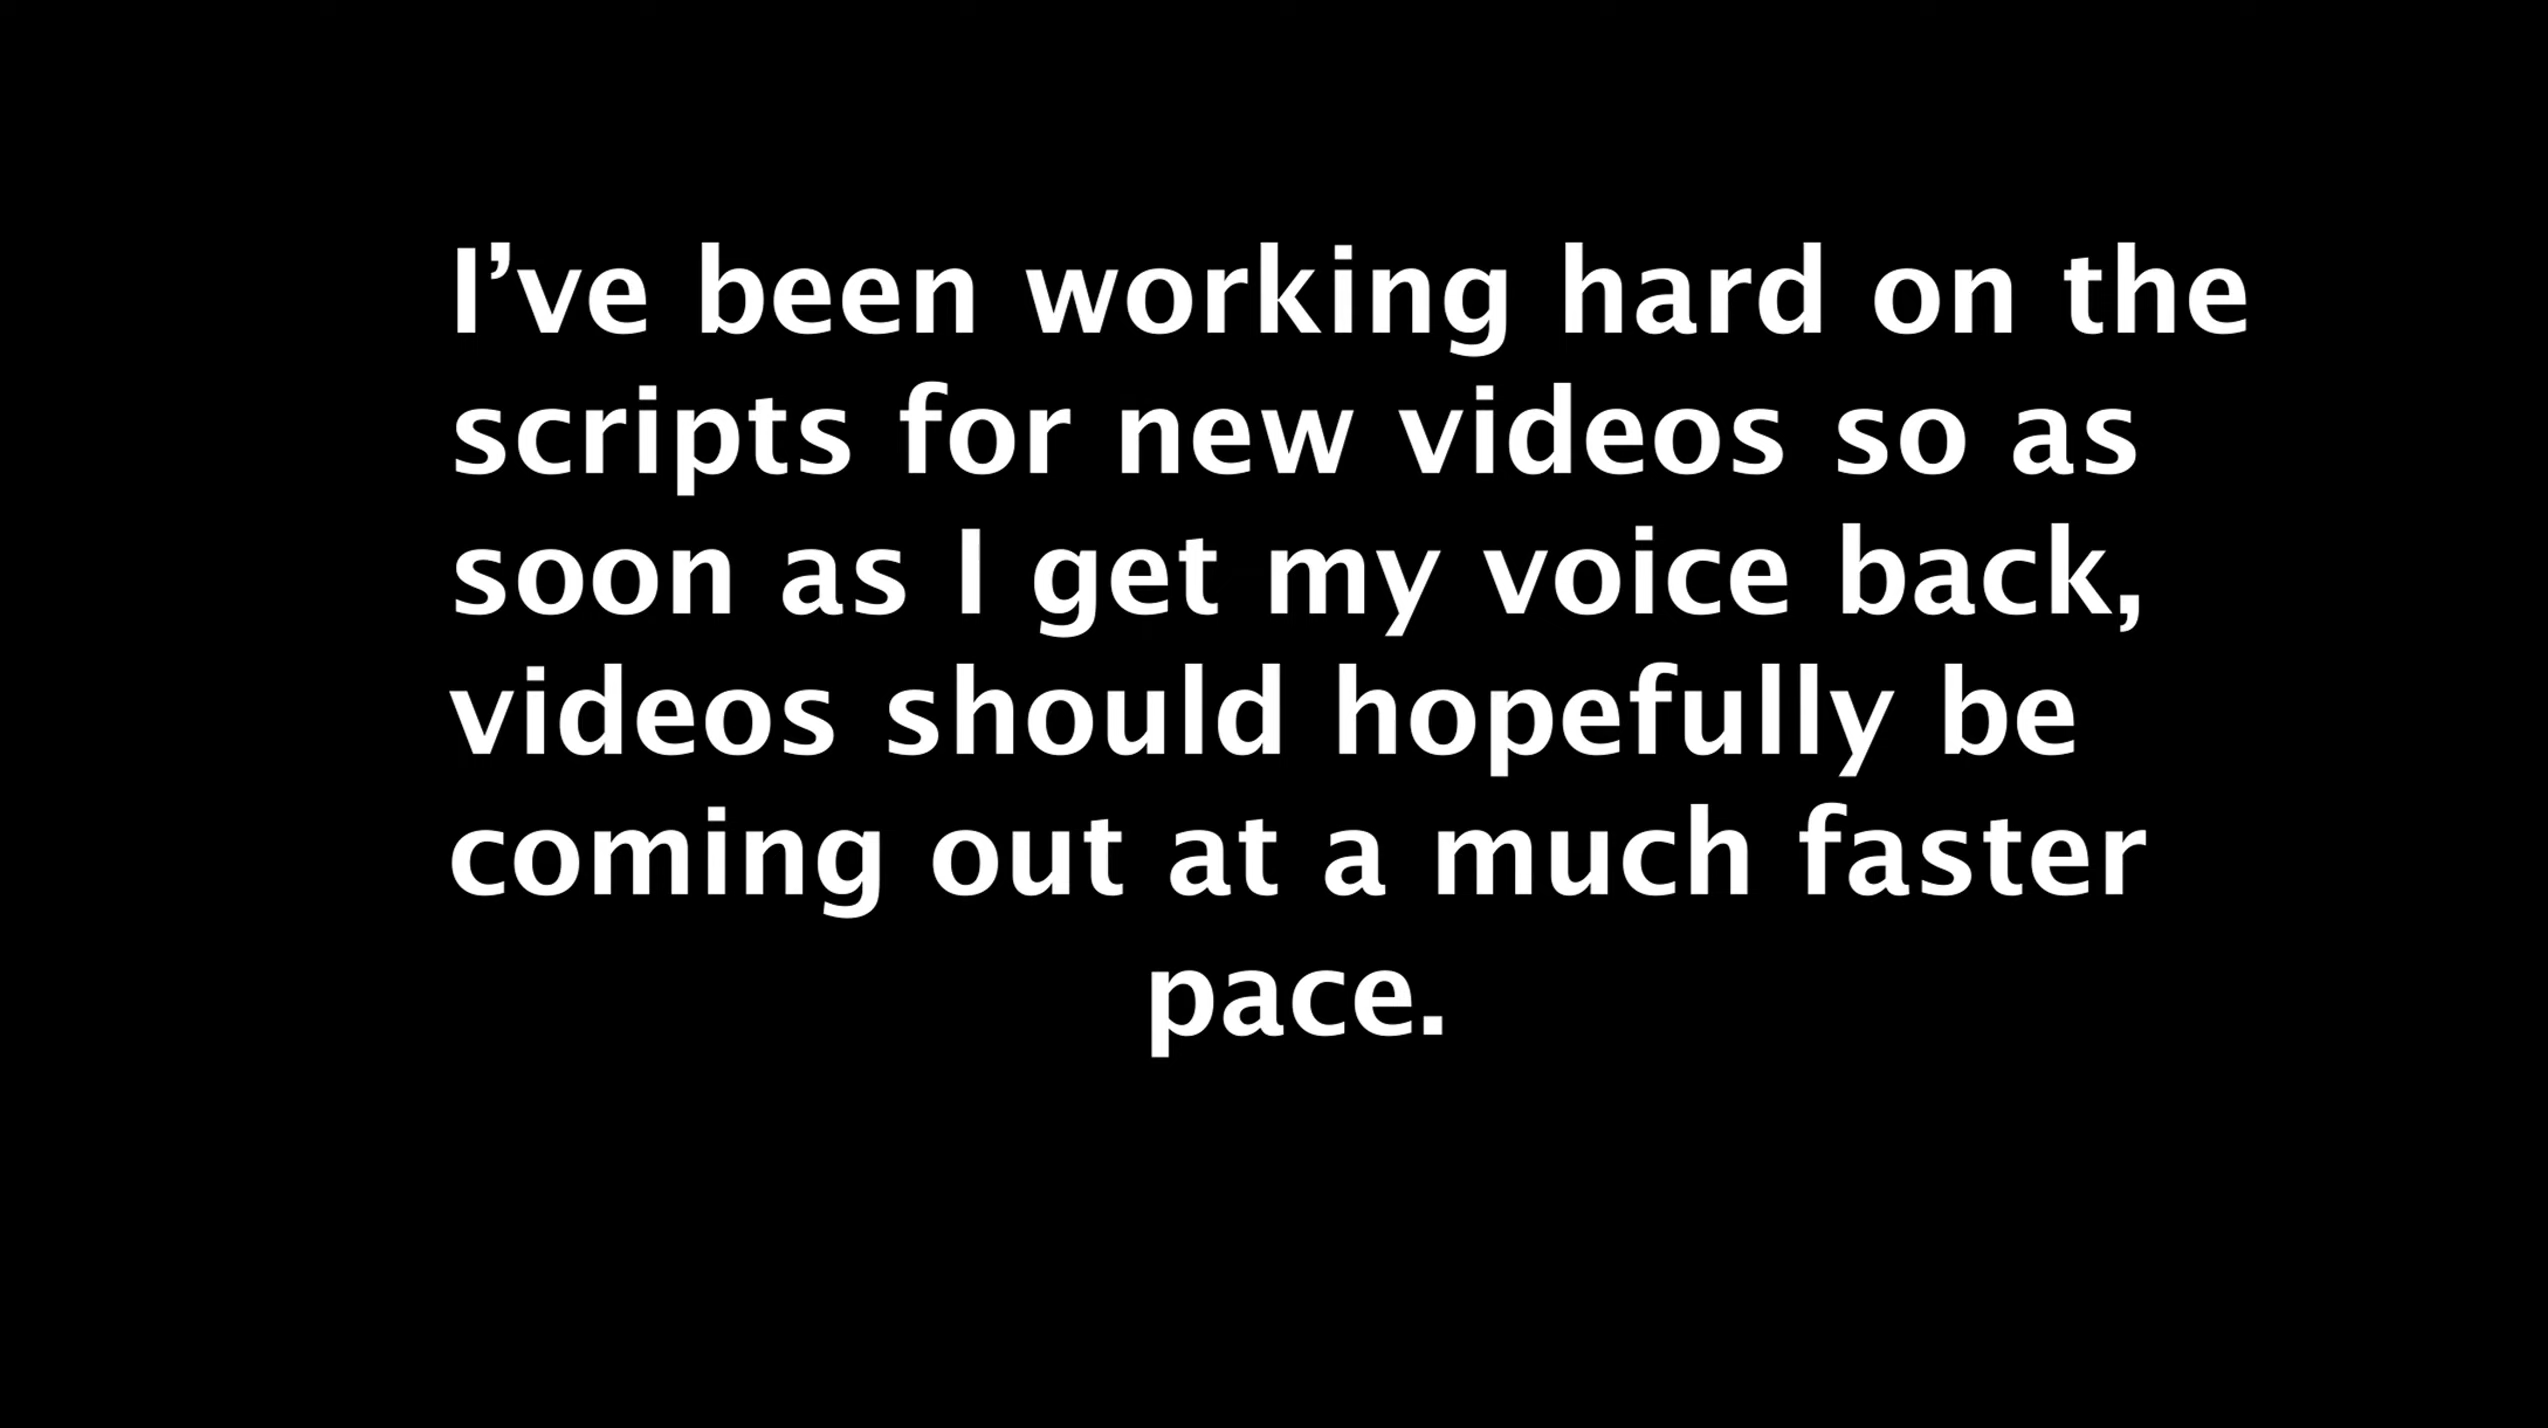 I’ve been working hard on the
scripts for new videos so as
soon as I get my voice back,
videos should hopefully be
coming out at a much faster
pace.